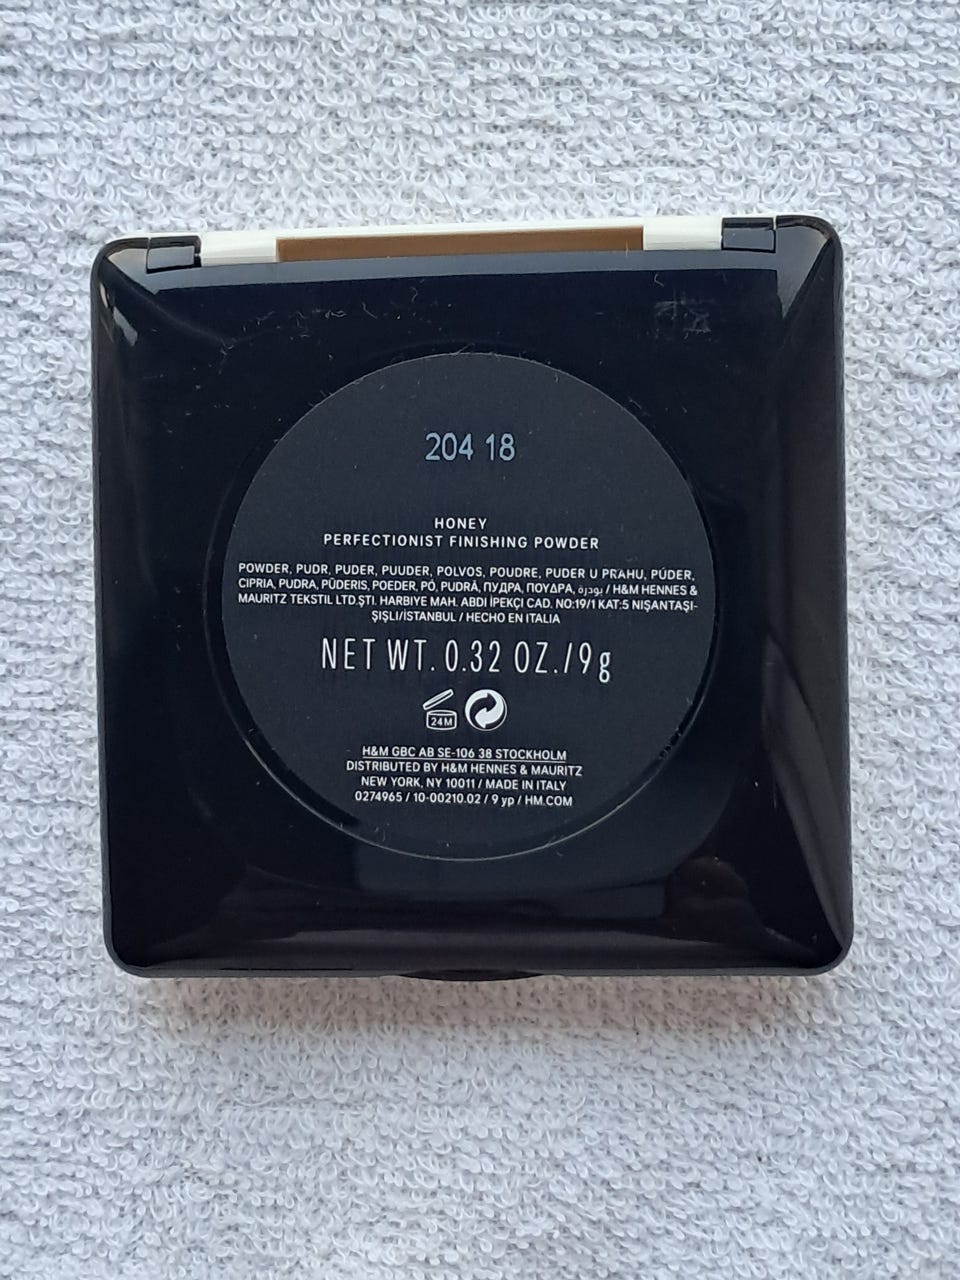 204 18
HONEY
PERFECTIONIST FINISHING POWDER
POWDER, PUDR, PUDER, PUUDER, POLVOS, POUDRE, PUDER U PRAHU, PÚDER,
CIPRIA, PUDRA, PŪDERIS, POEDER, PÓ, PUDRĂ, ПУДРА, ΠΟΥΔΡΑ, بودرة / H&M HENNES &
MAURITZ TEKSTIL LTD.ŞTI. HARBIYE MAH. ABDI İPEKÇI CAD. NO:19/1 KAT:5 NIŞANTAŞI-
ŞIŞLI/İSTANBUL / HECHO EN ITALIA
NET WT. 0.32 OZ./9g
24M
H&M GBC AB SE-106 38 STOCKHOLM
DISTRIBUTED BY H&M HENNES & MAURITZ
NEW YORK, NY 10011 / MADE IN ITALY
0274965 / 10-00210.02 / 9 ур / HM.COM